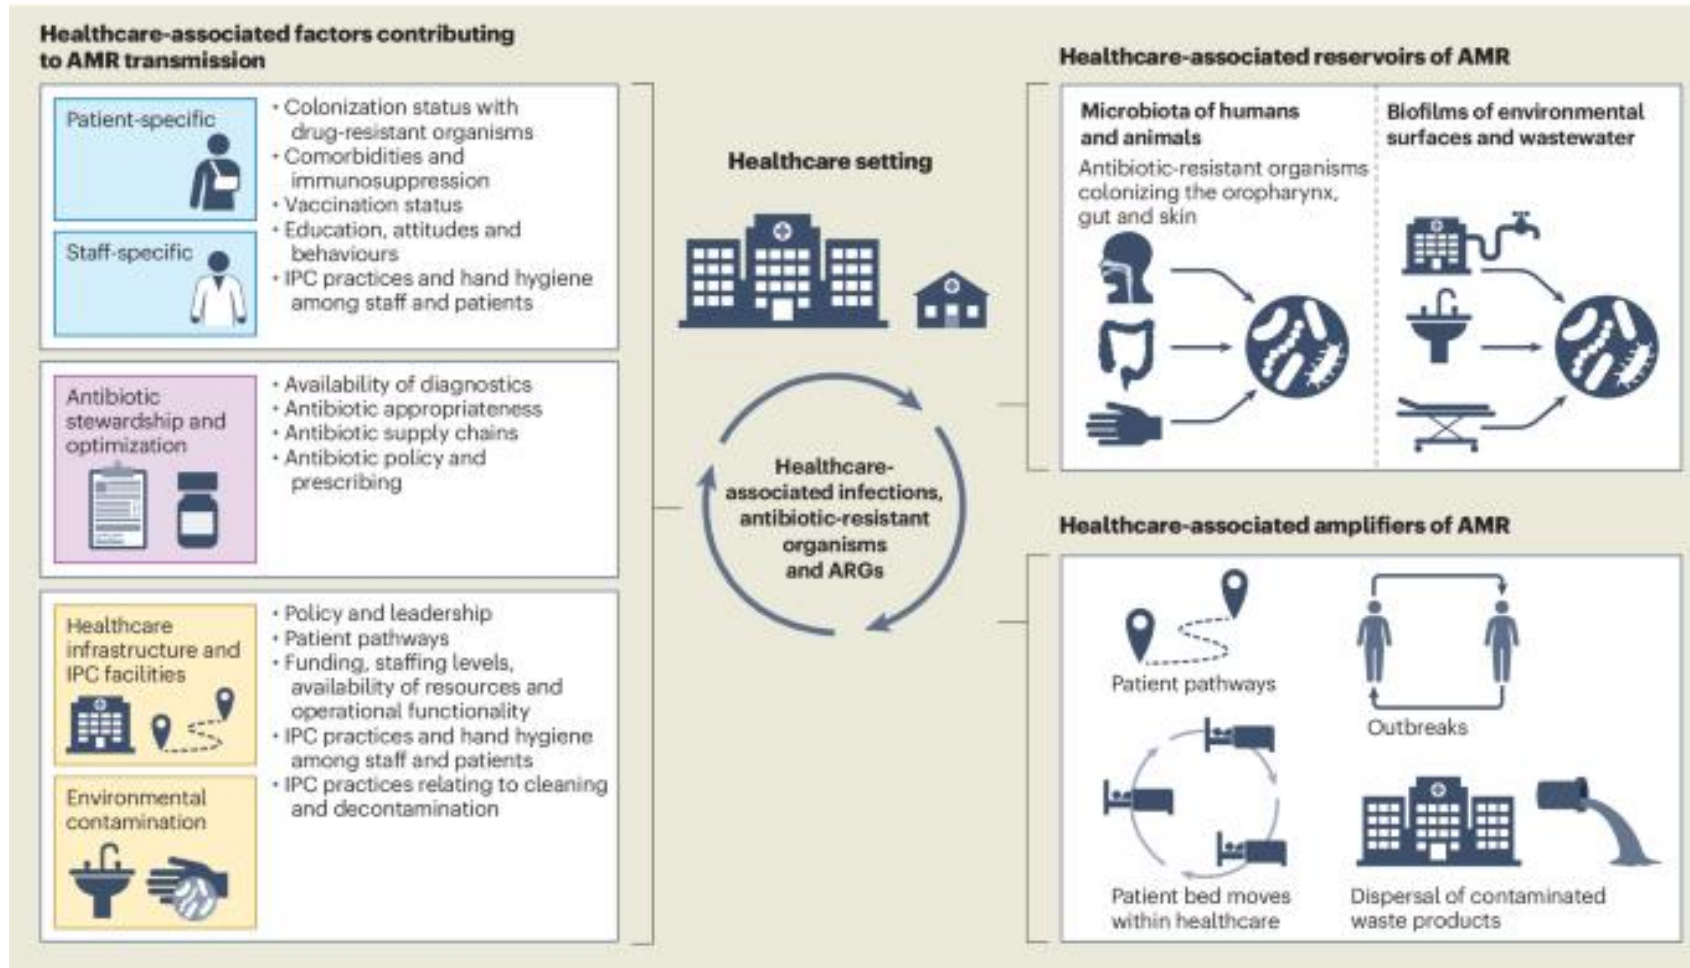 Healthcare-associated factors contributing
to AMR transmission
Patient-specific
Staff-specific
• Colonization status with
drug-resistant organisms
• Comorbidities and
immunosuppression
• Vaccination status
• Education, attitudes and
behaviours
• IPC practices and hand hygiene
among staff and patients
Antibiotic
stewardship and
optimization
• Availability of diagnostics
• Antibiotic appropriateness
• Antibiotic supply chains
• Antibiotic policy and
prescribing
Healthcare
infrastructure and
IPC facilities
Environmental
contamination
• Policy and leadership
• Patient pathways
• Funding, staffing levels,
availability of resources and
operational functionality
• IPC practices and hand hygiene
among staff and patients
• IPC practices relating to cleaning
and decontamination
Healthcare setting
Healthcare-
associated infections,
antibiotic-resistant
organisms
and ARGs
Healthcare-associated reservoirs of AMR
Microbiota of humans
and animals
Antibiotic-resistant organisms
colonizing the oropharynx,
gut and skin
Biofilms of environmental
surfaces and wastewater
Healthcare-associated amplifiers of AMR
Patient pathways
Outbreaks
Patient bed moves
within healthcare
Dispersal of contaminated
waste products